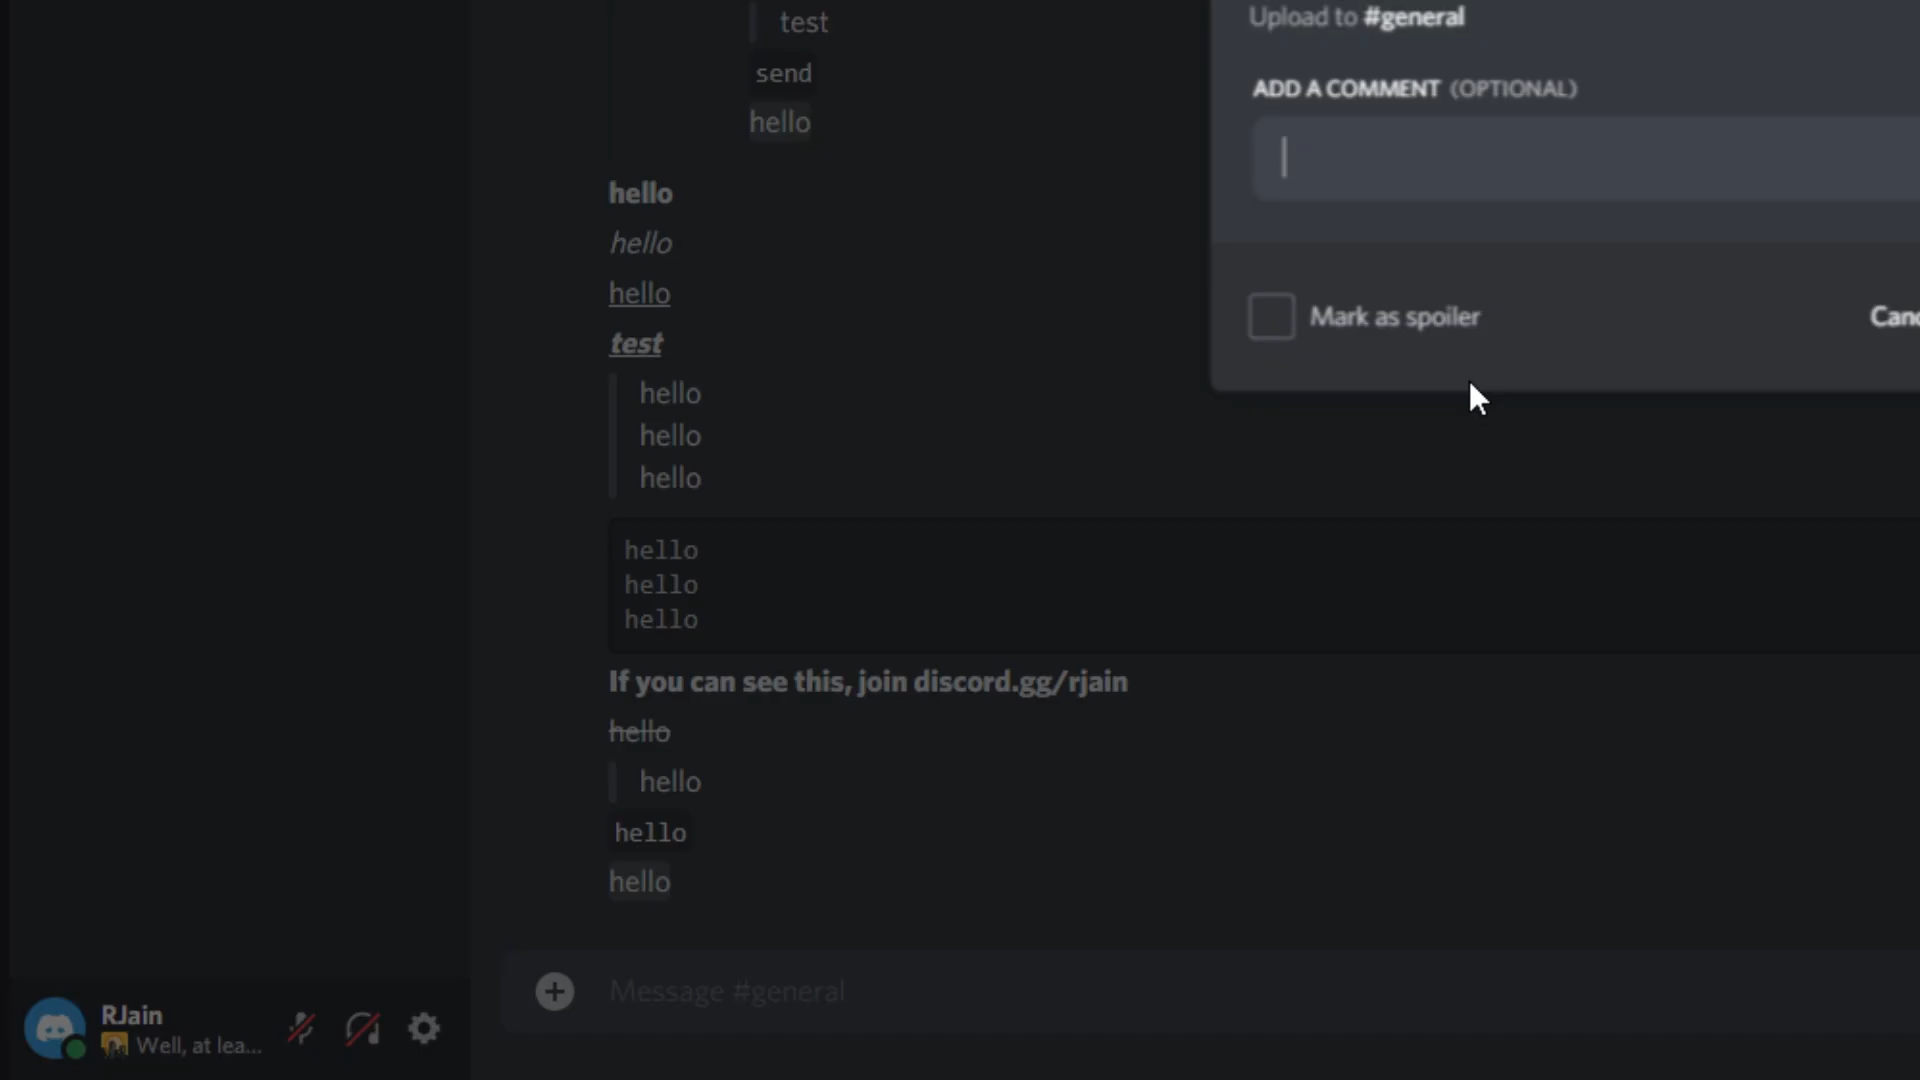 test
send
hello
hello
hello
hello
test
hello
hello
hello
hello
hello
hello
If you can see this, join discord.gg/rjain
hello
hello
hello
hello
Message #general
RJain
Well, at lea...
Upload to #general
ADD A COMMENT (OPTIONAL)
Mark as spoiler
Canc